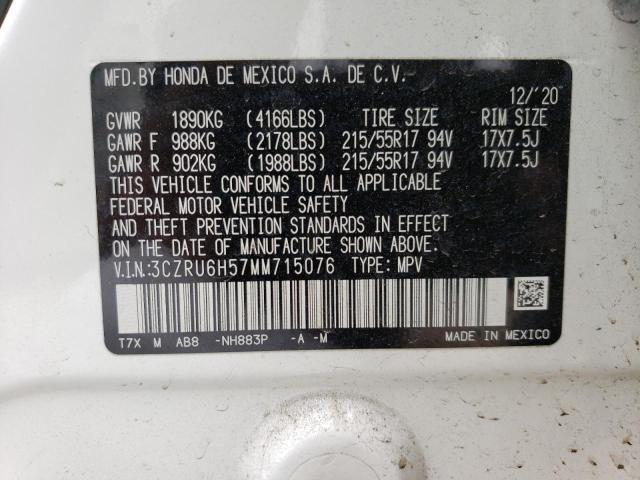 MFD.BY HONDA DE MEXICO S.A. DE C.V.
12/'20
GVWR 1890KG (4166LBS) TIRE SIZE RIM SIZE
GAWR F 988KG (2178LBS) 215/55R17 94V 17X7.5J
GAWR R 902KG (1988LBS) 215/55R17 94V 17X7.5J
THIS VEHICLE CONFORMS TO ALL APPLICABLE
FEDERAL MOTOR VEHICLE SAFETY
AND THEFT PREVENTION STANDARDS IN EFFECT
ON THE DATE OF MANUFACTURE SHOWN ABOVE.
V.I.N.:3CZRU6H57MM715076 TYPE: MPV
T7X M AB8 -NH883P -A -M MADE IN MEXICO